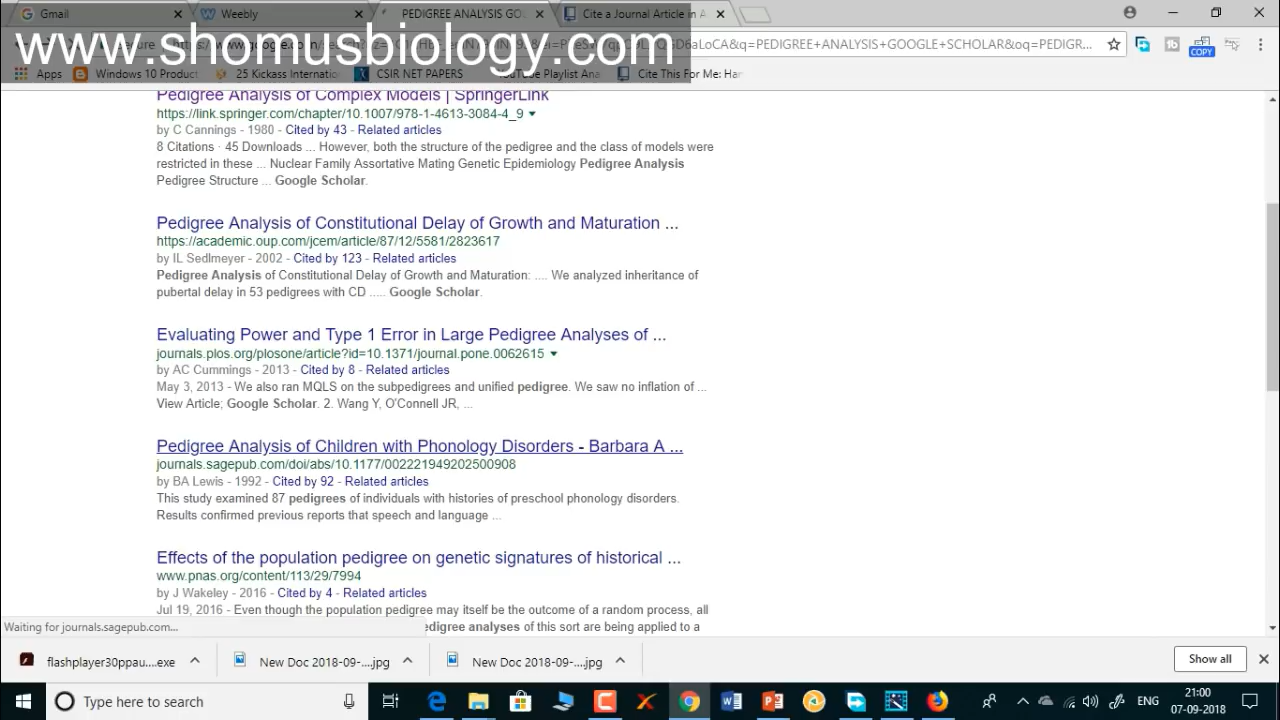 Gmail
Weebly
PEDIGREE ANALYSIS GO
Cite a Journal Article in A
www.shomusbiology.com
q=PEDIGREE+ANALYSIS+GOOGLE+SCHOLAR&oq=PEDIGR...
COPY
Apps
Windows 10 Product
25 Kickass Internatio
CSIR NET PAPERS
YouTube Playlist Ana
Cite This For Me: Har
Pedigree Analysis of Complex Models | SpringerLink
https://link.springer.com/chapter/10.1007/978-1-4613-3084-4_9
by C Cannings - 1980 - Cited by 43 - Related articles
8 Citations · 45 Downloads ... However, both the structure of the pedigree and the class of models were
restricted in these ... Nuclear Family Assortative Mating Genetic Epidemiology Pedigree Analysis
Pedigree Structure ... Google Scholar.
Pedigree Analysis of Constitutional Delay of Growth and Maturation ...
https://academic.oup.com/jcem/article/87/12/5581/2823617
by IL Sedlmeyer - 2002 - Cited by 123 - Related articles
Pedigree Analysis of Constitutional Delay of Growth and Maturation: .... We analyzed inheritance of
pubertal delay in 53 pedigrees with CD ..... Google Scholar.
Evaluating Power and Type 1 Error in Large Pedigree Analyses of ...
journals.plos.org/plosone/article?id=10.1371/journal.pone.0062615
by AC Cummings - 2013 - Cited by 8 - Related articles
May 3, 2013 - We also ran MQLS on the subpedigrees and unified pedigree. We saw no inflation of ...
View Article; Google Scholar. 2. Wang Y, O'Connell JR, ...
Pedigree Analysis of Children with Phonology Disorders - Barbara A ...
journals.sagepub.com/doi/abs/10.1177/002221949202500908
by BA Lewis - 1992 - Cited by 92 - Related articles
This study examined 87 pedigrees of individuals with histories of preschool phonology disorders.
Results confirmed previous reports that speech and language ...
Effects of the population pedigree on genetic signatures of historical ...
www.pnas.org/content/113/29/7994
by J Wakeley - 2016 - Cited by 4 - Related articles
Jul 19, 2016 - Even though the population pedigree may itself be the outcome of a random process, all
edigree analyses of this sort are being applied to a
Waiting for journals.sagepub.com...
flashplayer30ppau....exe
New Doc 2018-09-....jpg
New Doc 2018-09-....jpg
Show all
Type here to search
ENG
21:00
07-09-2018